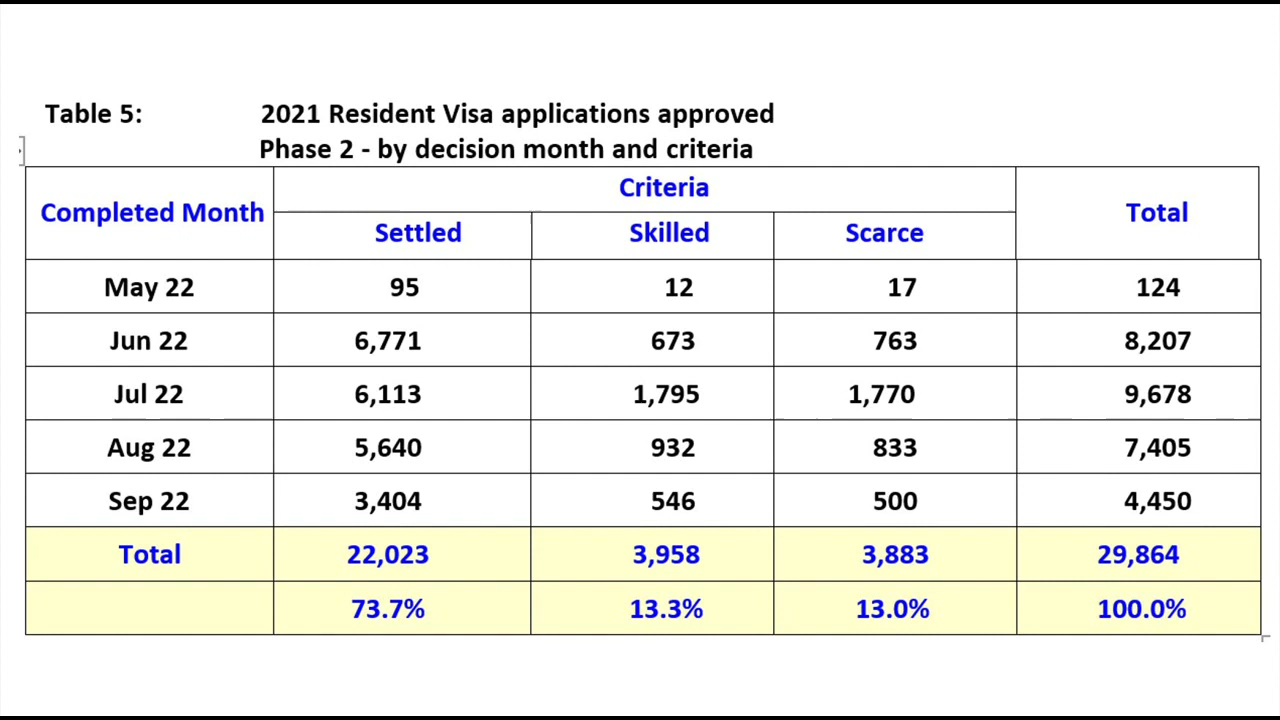 Table 5: 2021 Resident Visa applications approved
Phase 2 - by decision month and criteria
Completed Month Criteria Total
Settled Skilled Scarce
May 22 95 12 17 124
Jun 22 6,771 673 763 8,207
Jul 22 6,113 1,795 1,770 9,678
Aug 22 5,640 932 833 7,405
Sep 22 3,404 546 500 4,450
Total 22,023 3,958 3,883 29,864
73.7% 13.3% 13.0% 100.0%